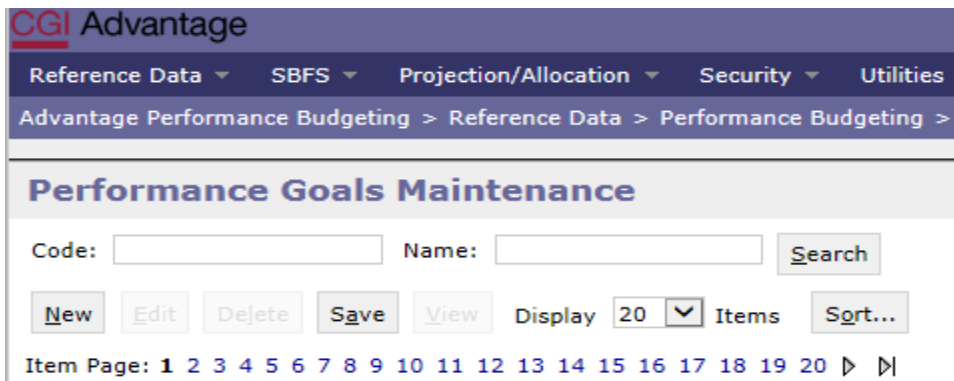 CGI Advantage
Reference Data SBFS Projection/Allocation Security Utilities
Advantage Performance Budgeting > Reference Data > Performance Budgeting >
Performance Goals Maintenance
Code: Name: Search
New Edit Delete Save View Display 20 Items Sort...
Item Page: 1 2 3 4 5 6 7 8 9 10 11 12 13 14 15 16 17 18 19 20